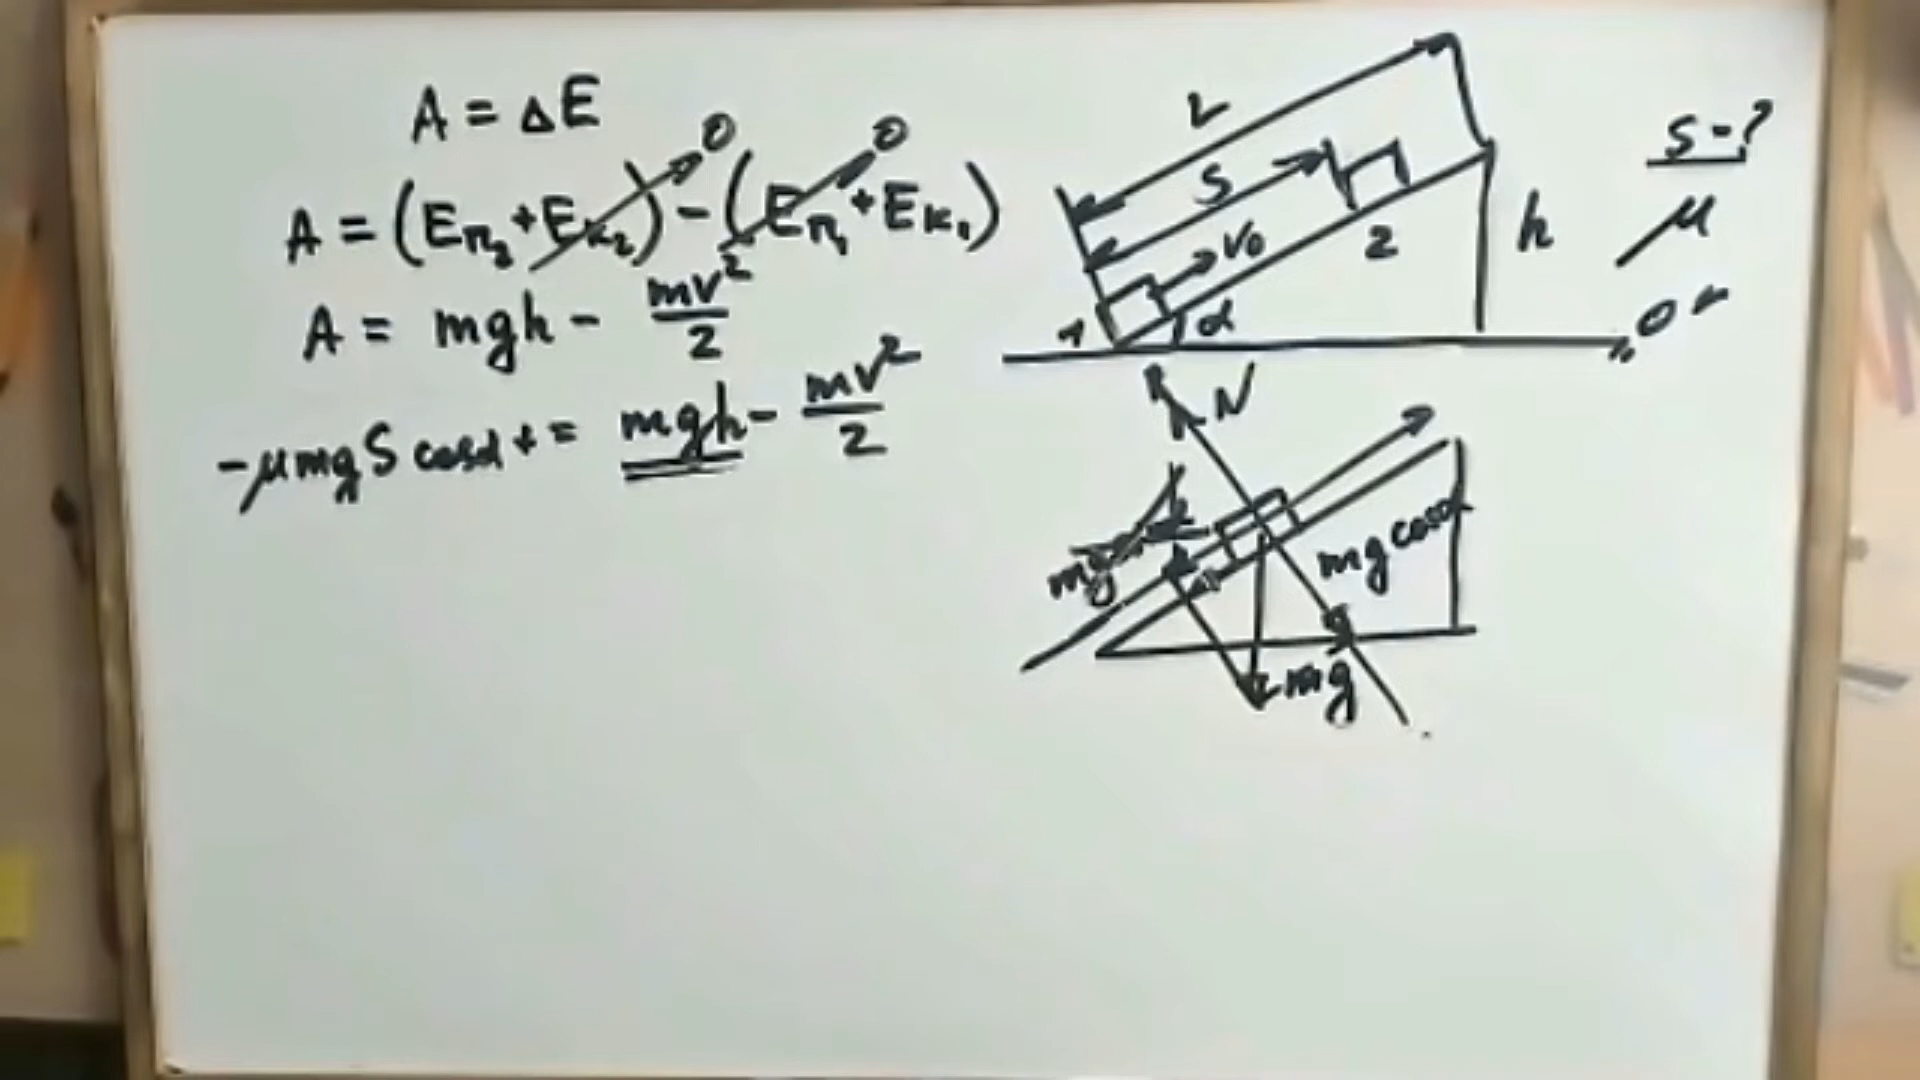 A = ΔE
0 0
A = (Eп₂ + Eк₂) - (Eп₁ + Eк₁)
A = mgh - mv²/2
-μmgS cosα + = mgh - mv²/2
L
S
V₀
1
2
α
h
S - ?
μ
N
mg cosα
mg